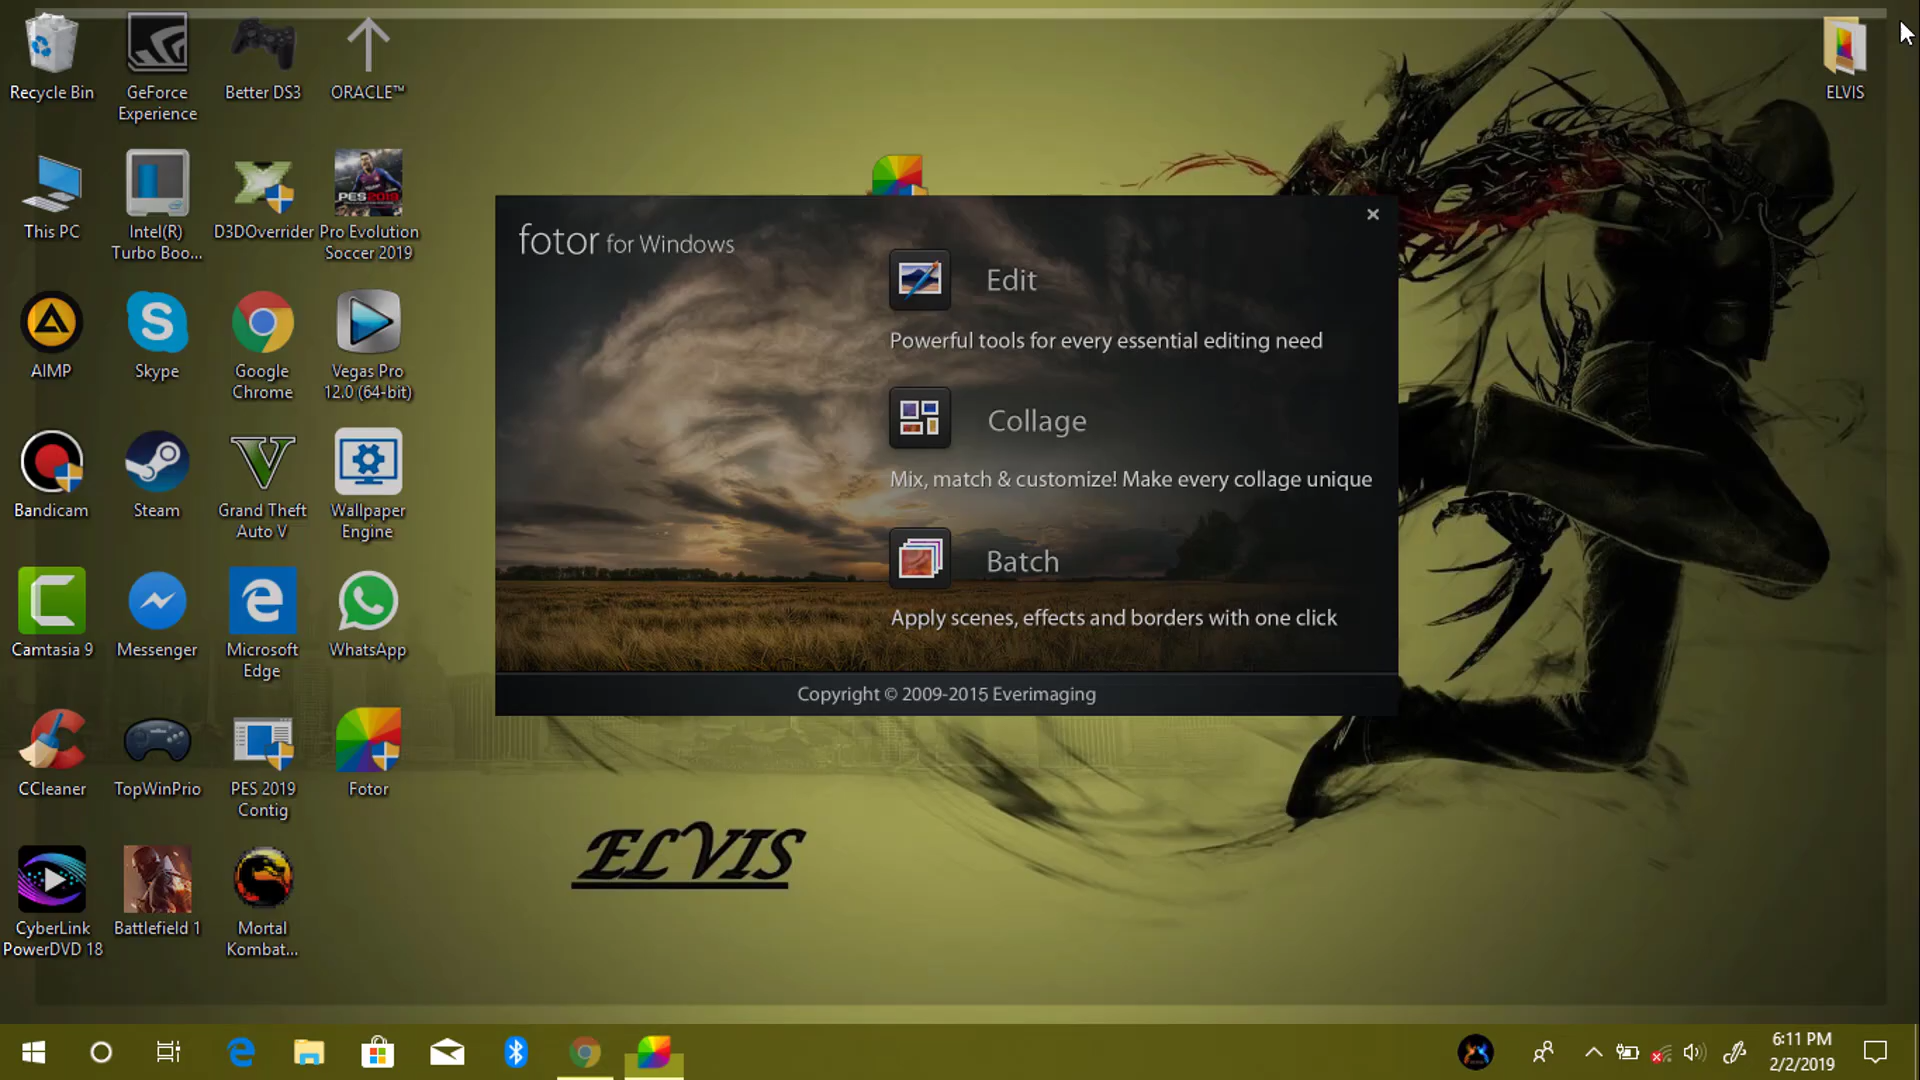 Recycle Bin
GeForce
Experience
Better DS3
ORACLE™
ELVIS
This PC
Intel(R)
Turbo Boo...
D3DOverrider
PES2019
Pro Evolution
Soccer 2019
AIMP
Skype
Google
Chrome
Vegas Pro
12.0 (64-bit)
Bandicam
Steam
Grand Theft
Auto V
Wallpaper
Engine
Camtasia 9
Messenger
Microsoft
Edge
WhatsApp
CCleaner
TopWinPrio
PES 2019
Contig
Fotor
CyberLink
PowerDVD 18
Battlefield 1
Mortal
Kombat...
fotor for Windows
Edit
Powerful tools for every essential editing need
Collage
Mix, match & customize! Make every collage unique
Batch
Apply scenes, effects and borders with one click
Copyright © 2009-2015 Everimaging
ELVIS
6:11 PM
2/2/2019